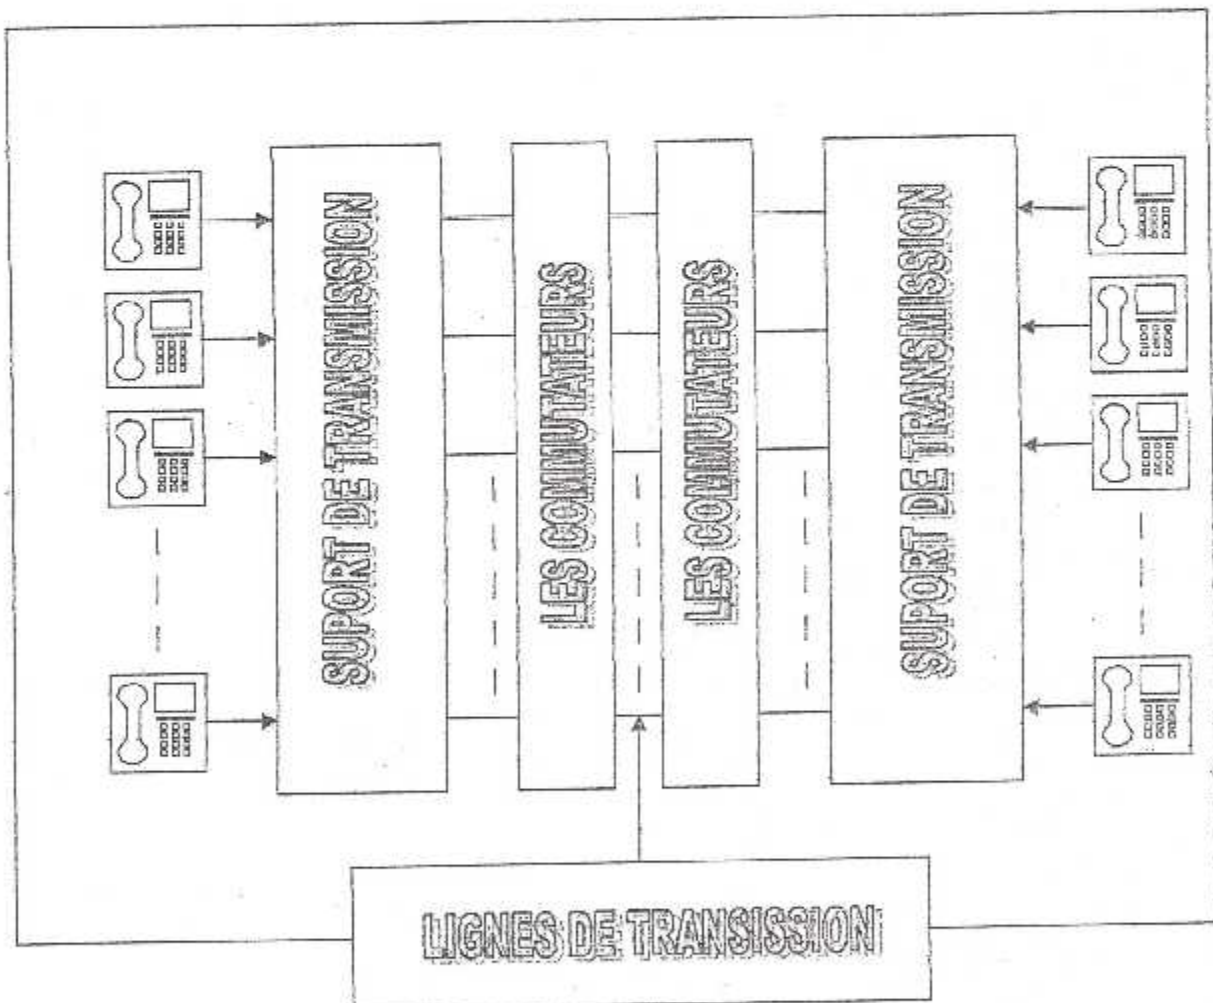 SUPORT DE TRANSMISSION
LES COMMUTATEURS
LES COMMUTATEURS
SUPORT DE TRANSMISSION
LIGNES DE TRANSISSION